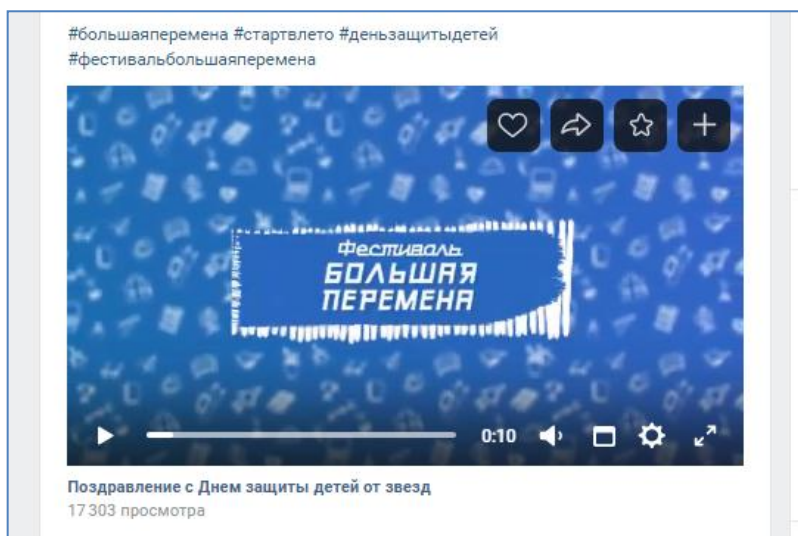 #большаяперемена #стартвлето #деньзащитыдетей
#фестивальбольшаяперемена
Фестиваль
БОЛЬШАЯ
ПЕРЕМЕНА
0:10
Поздравление с Днем защиты детей от звезд
17 303 просмотра